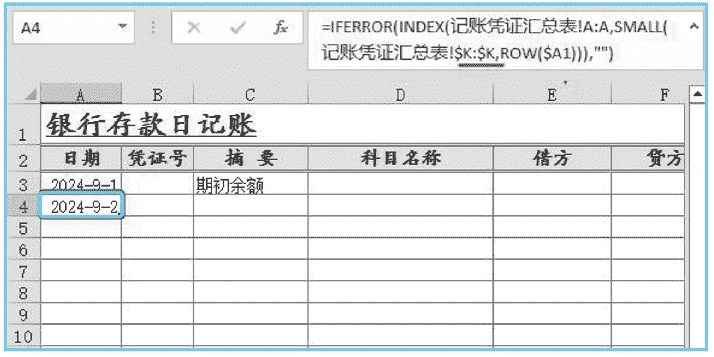 A4
fx
=IFERROR(INDEX(记账凭证汇总表!A:A,SMALL(
记账凭证汇总表!$K:$K,ROW($A1))),"")
A B C D E F
1 银行存款日记账
2 日期 凭证号 摘 要 科目名称 借方 贷方
3 2024-9-1 期初余额
4 2024-9-2
5
6
7
8
9
10